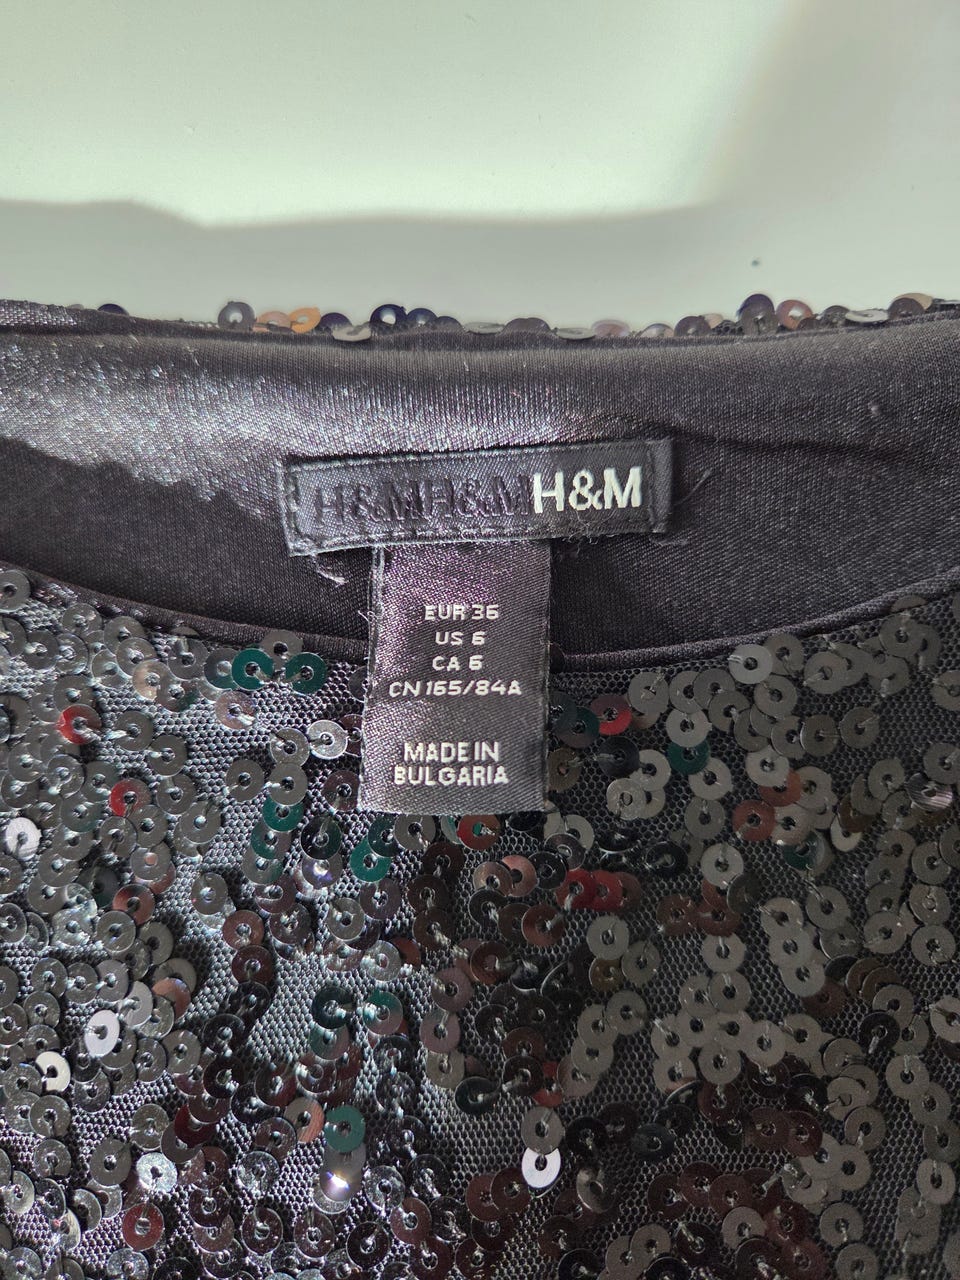 H&MH&MH&M
EUR 36
US 6
CA 6
CN 165/84A
MADE IN
BULGARIA